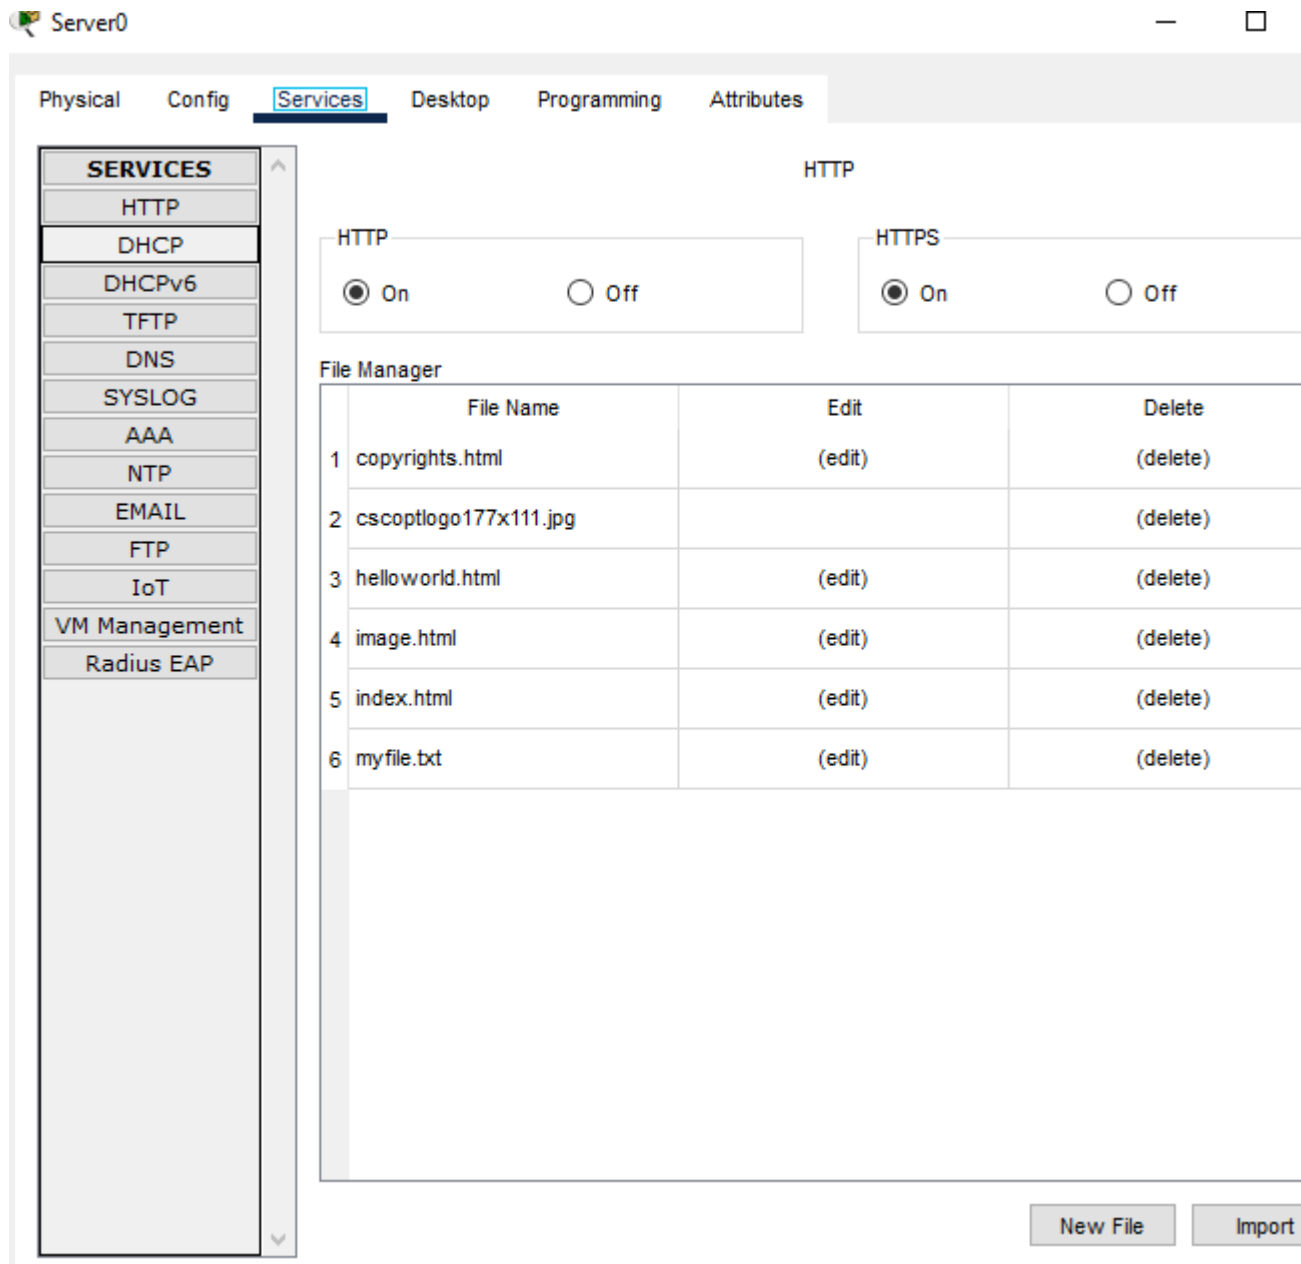 Server0
Physical Config Services Desktop Programming Attributes
SERVICES
HTTP
DHCP
DHCPv6
TFTP
DNS
SYSLOG
AAA
NTP
EMAIL
FTP
IoT
VM Management
Radius EAP
HTTP
HTTP
On Off
HTTPS
On Off
File Manager
File Name Edit Delete
1 copyrights.html (edit) (delete)
2 cscoptlogo177x111.jpg (delete)
3 helloworld.html (edit) (delete)
4 image.html (edit) (delete)
5 index.html (edit) (delete)
6 myfile.txt (edit) (delete)
New File Import